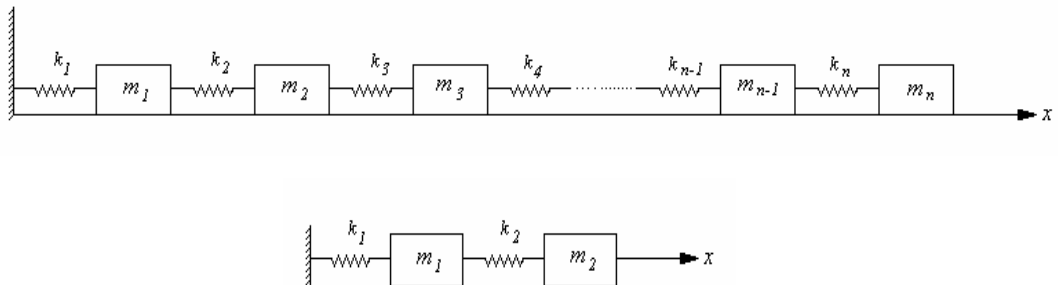 k1 k2 k3 k4 kn-1 kn
m1 m2 m3 mn-1 mn
x
k1 k2
m1 m2 x